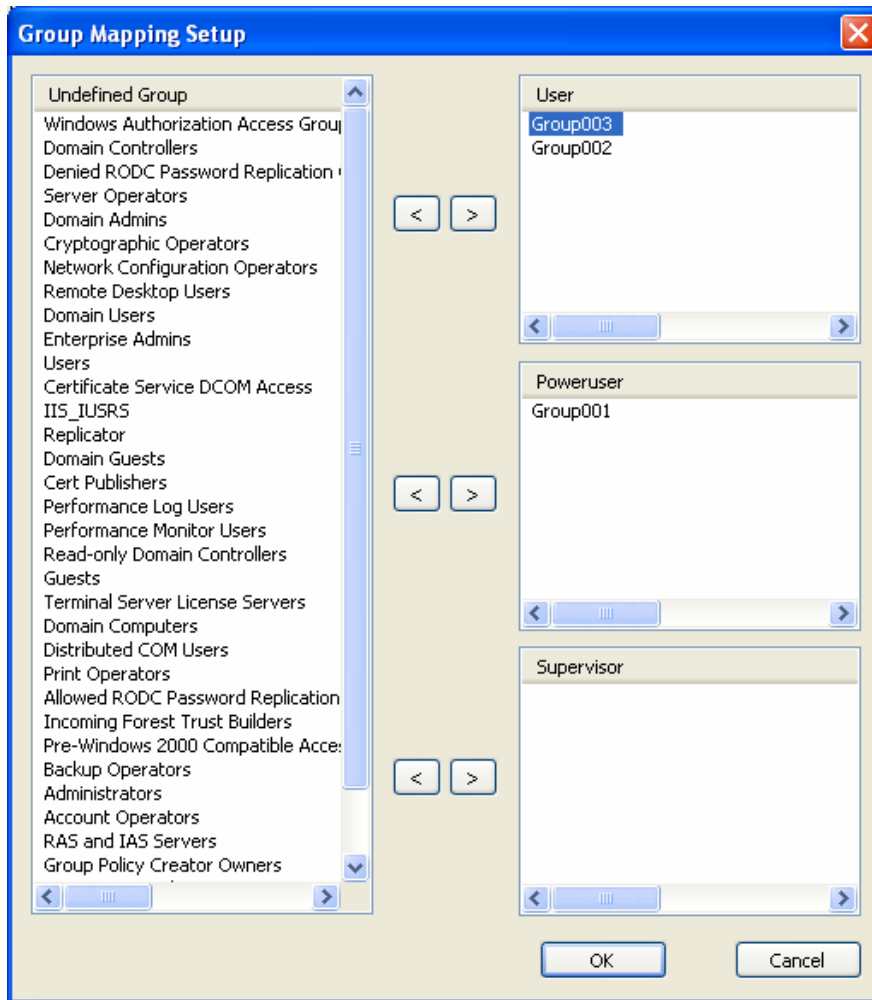 Group Mapping Setup
Undefined Group
Windows Authorization Access Group
Domain Controllers
Denied RODC Password Replication
Server Operators
Domain Admins
Cryptographic Operators
Network Configuration Operators
Remote Desktop Users
Domain Users
Enterprise Admins
Users
Certificate Service DCOM Access
IIS_IUSRS
Replicator
Domain Guests
Cert Publishers
Performance Log Users
Performance Monitor Users
Read-only Domain Controllers
Guests
Terminal Server License Servers
Domain Computers
Distributed COM Users
Print Operators
Allowed RODC Password Replication
Incoming Forest Trust Builders
Pre-Windows 2000 Compatible Acce
Backup Operators
Administrators
Account Operators
RAS and IAS Servers
Group Policy Creator Owners
< >
User
Group003
Group002
< >
Poweruser
Group001
< >
Supervisor
OK
Cancel